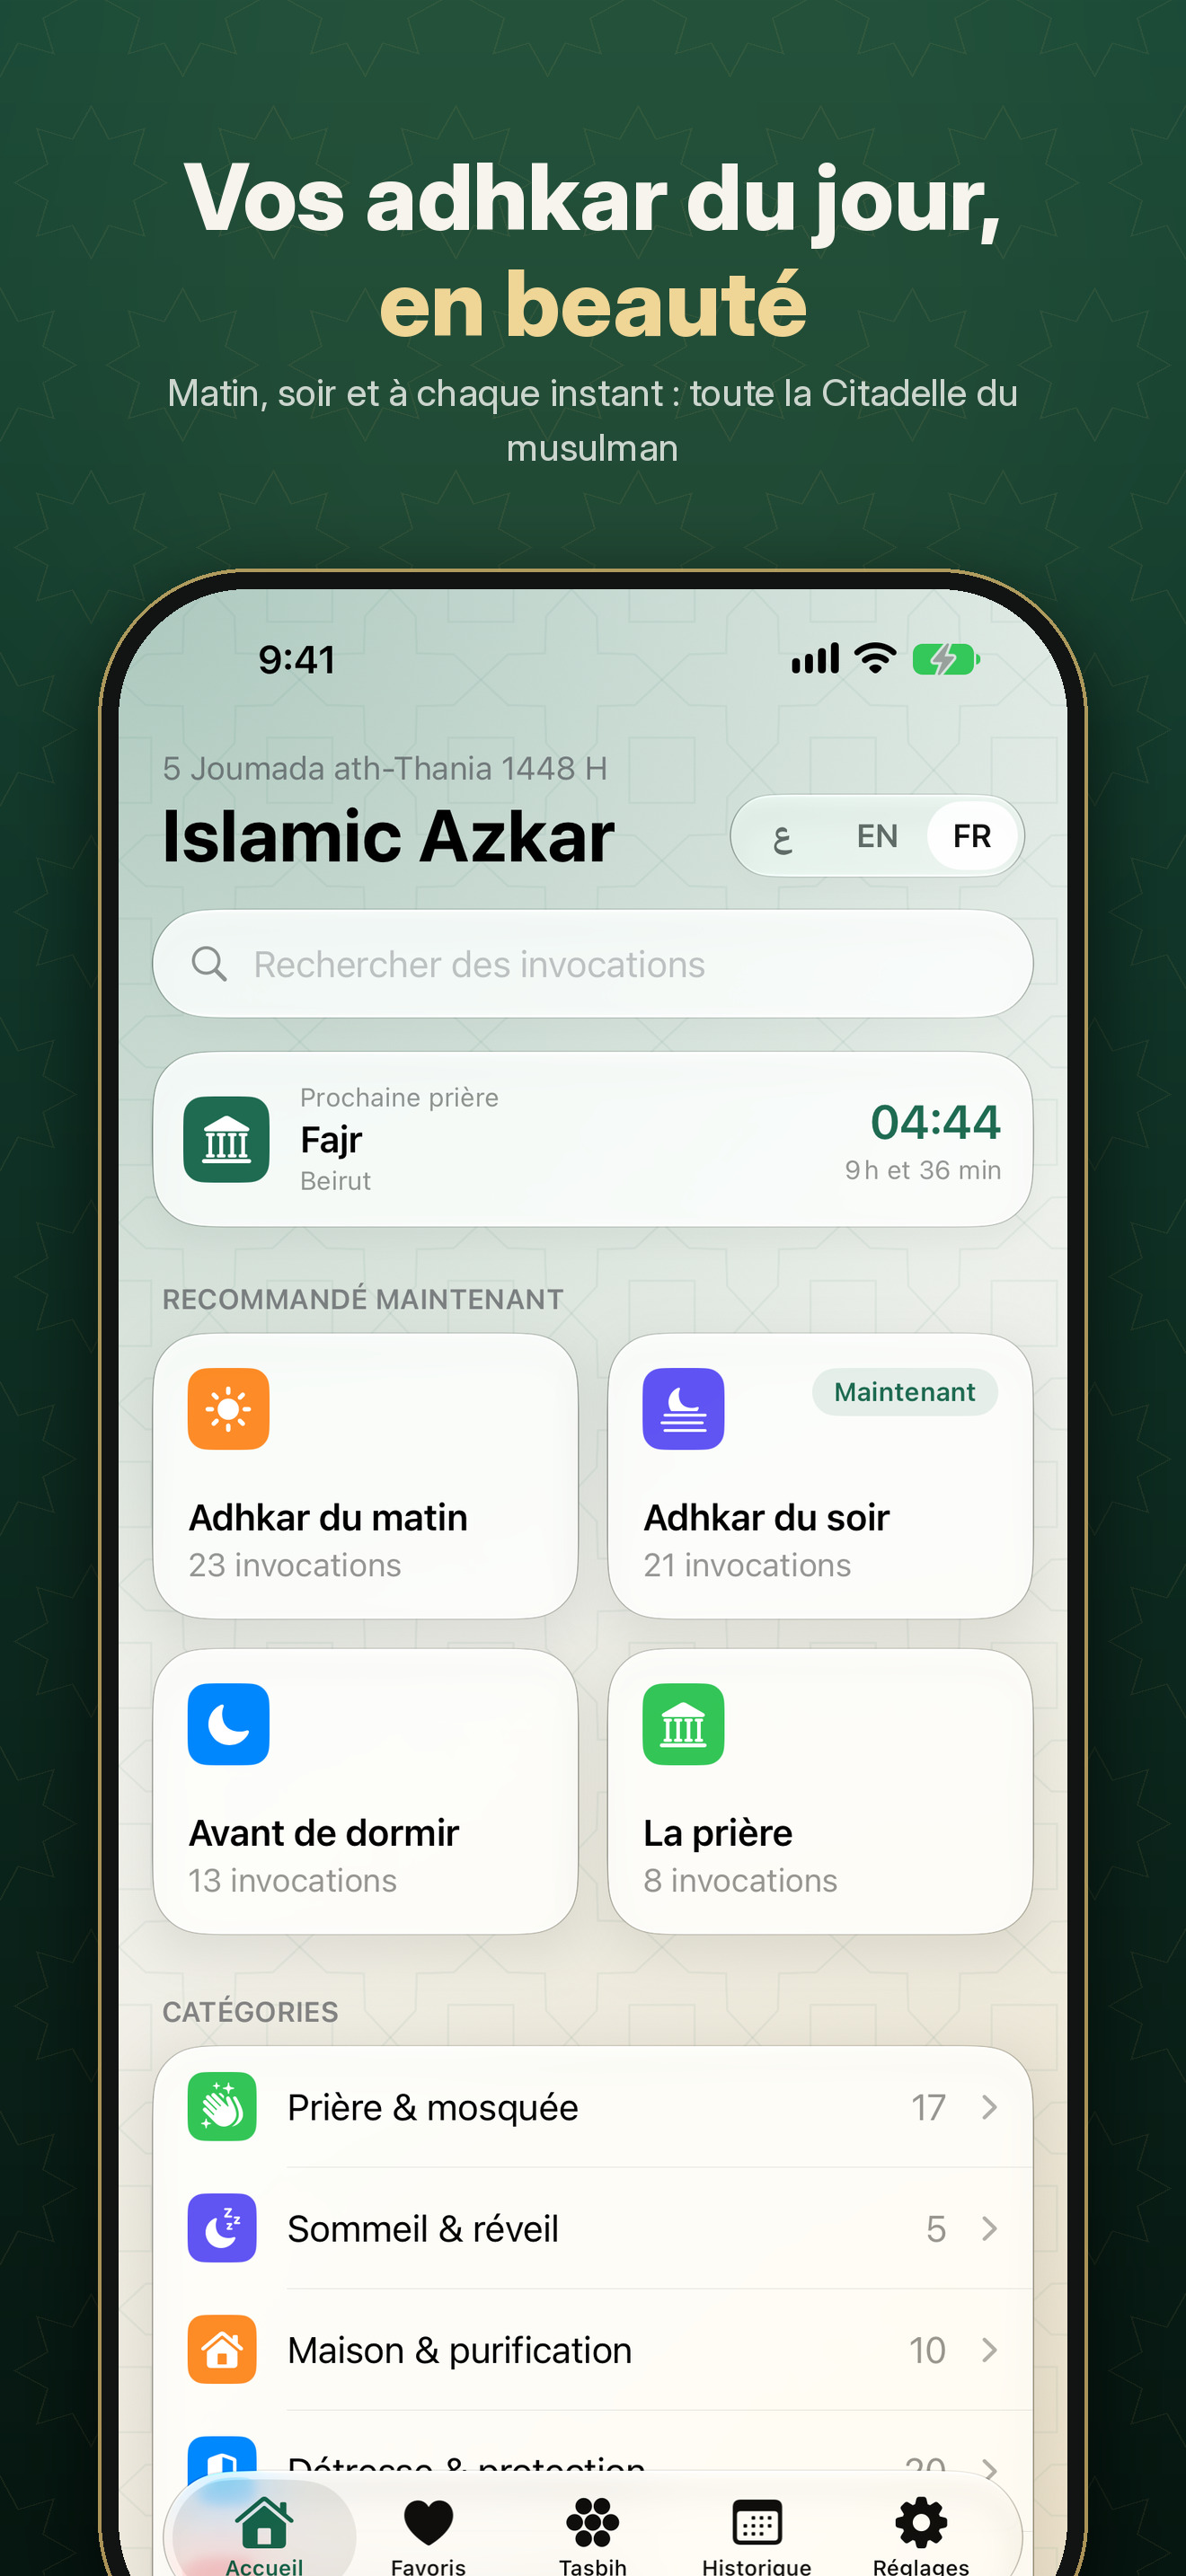 Vos adhkar du jour,
en beauté
Matin, soir et à chaque instant : toute la Citadelle du
musulman
9:41
5 Joumada ath-Thania 1448 H
Islamic Azkar
ع EN FR
Rechercher des invocations
Prochaine prière
Fajr
Beirut
04:44
9 h et 36 min
RECOMMANDÉ MAINTENANT
Adhkar du matin
23 invocations
Maintenant
Adhkar du soir
21 invocations
Avant de dormir
13 invocations
La prière
8 invocations
CATÉGORIES
Prière & mosquée 17
Sommeil & réveil 5
Maison & purification 10
Détresse & protection 20
Accueil Favoris Tasbih Historique Réglages